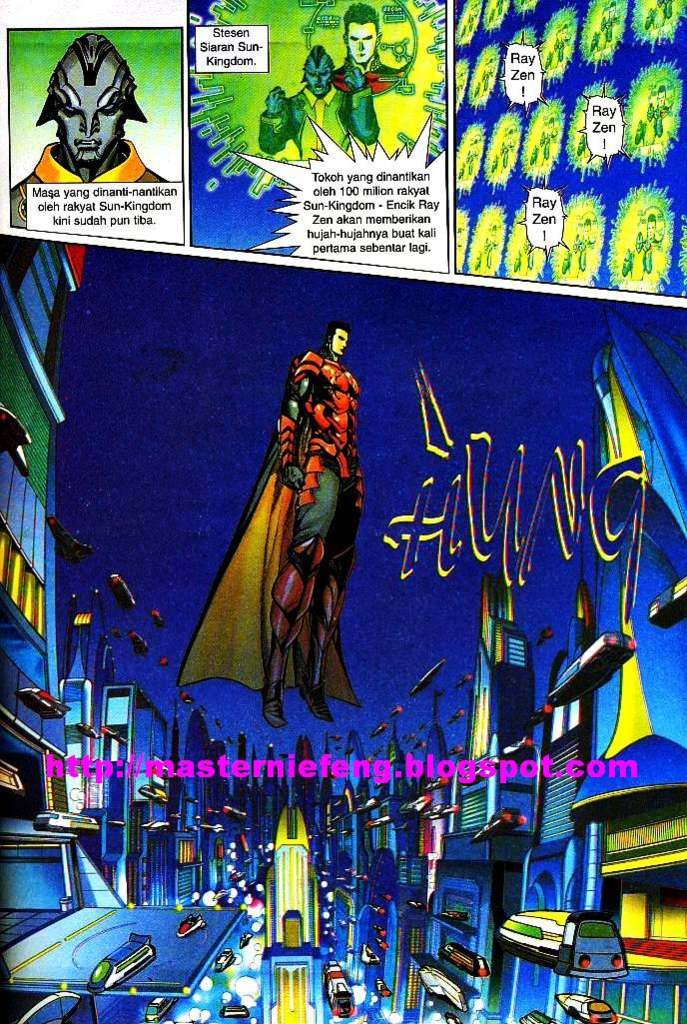 Masa yang dinanti-nantikan
oleh rakyat Sun-Kingdom
kini sudah pun tiba.
Stesen
Siaran Sun-
Kingdom.
Tokoh yang dinantikan
oleh 100 milion rakyat
Sun-Kingdom - Encik Ray
Zen akan memberikan
hujah-hujahnya buat kali
pertama sebentar lagi.
Ray
Zen
!
Ray
Zen
!
Ray
Zen
!
http://masterniefeng.blogspot.com